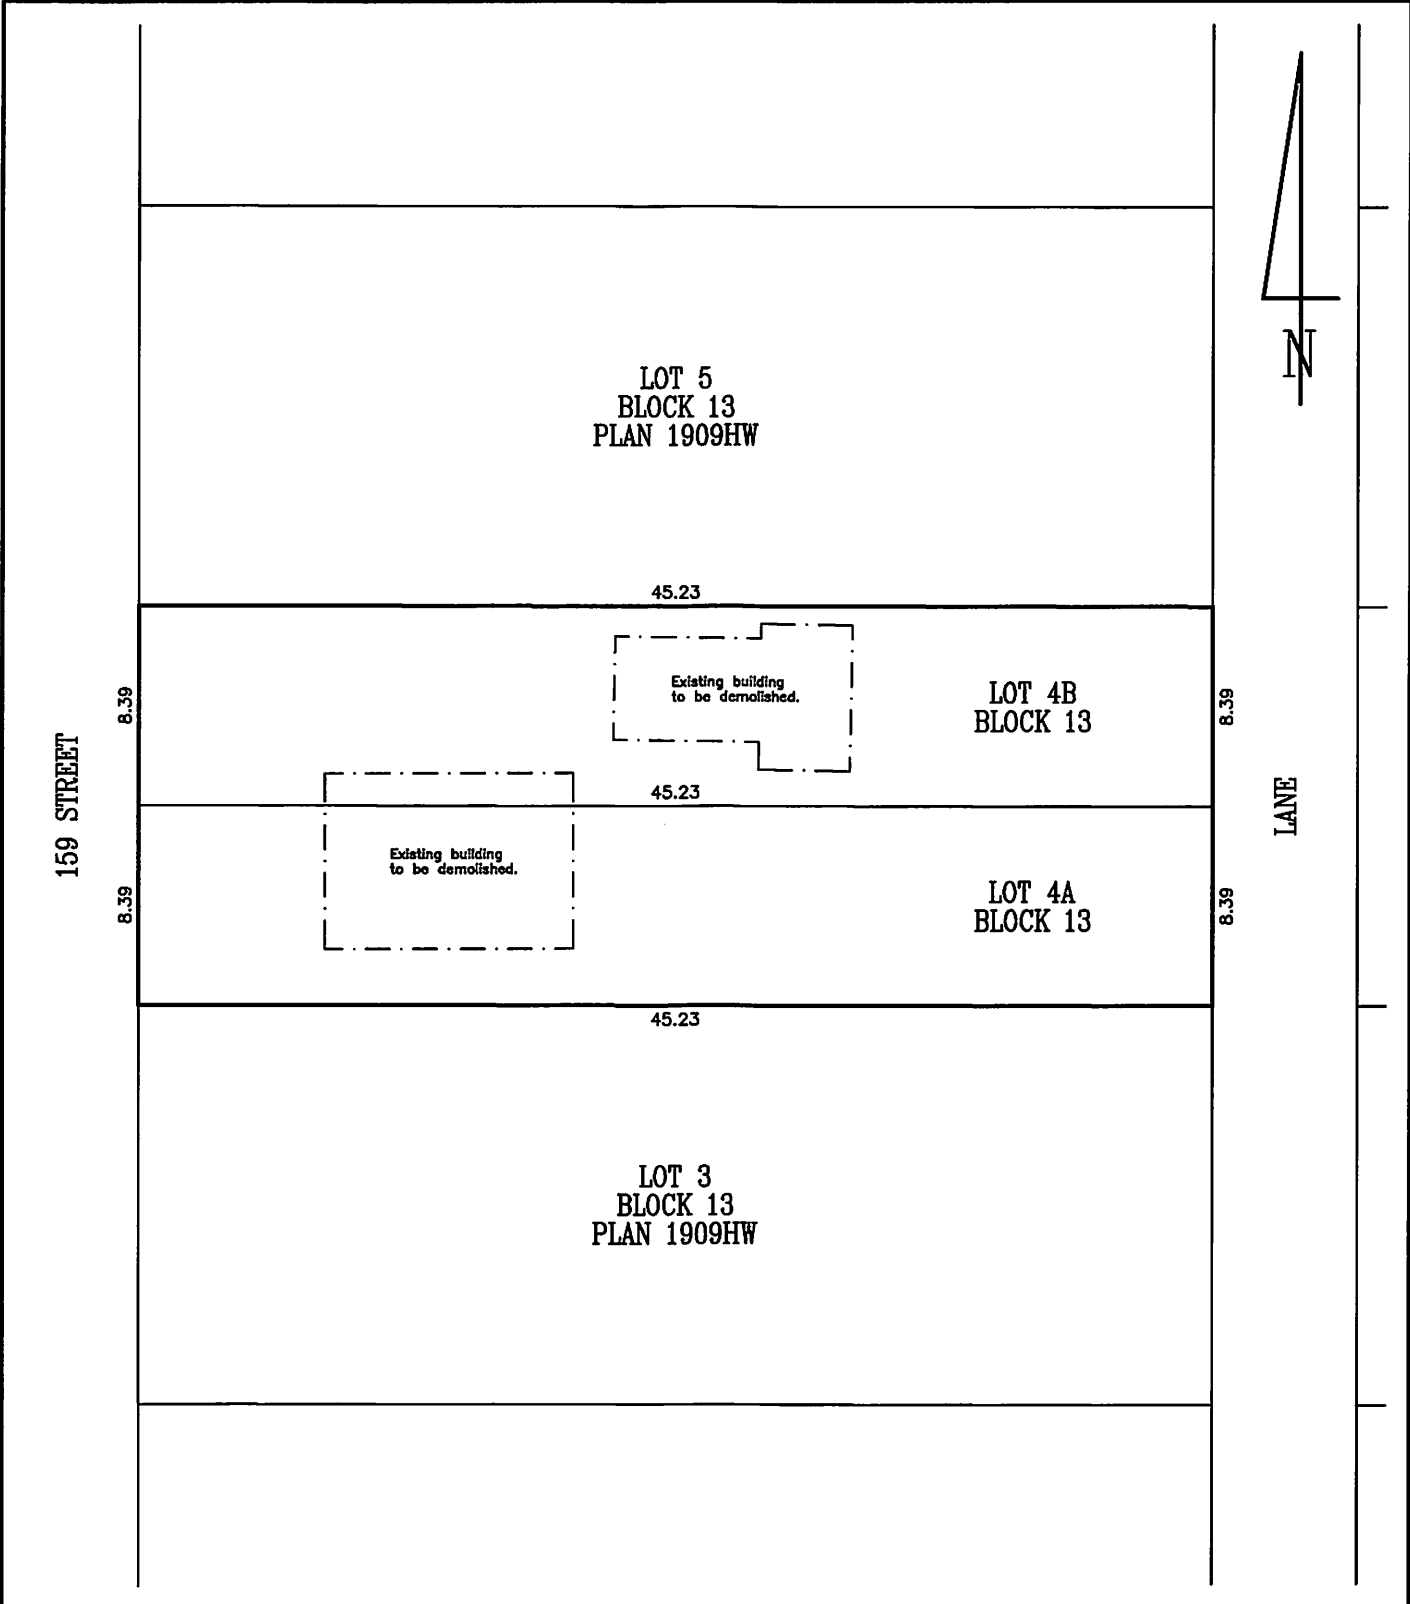 N
LOT 5
BLOCK 13
PLAN 1909HW
45.23
Existing building
to be demolished.
LOT 4B
BLOCK 13
8.39
8.39
159 STREET
LANE
45.23
Existing building
to be demolished.
LOT 4A
BLOCK 13
8.39
8.39
45.23
LOT 3
BLOCK 13
PLAN 1909HW